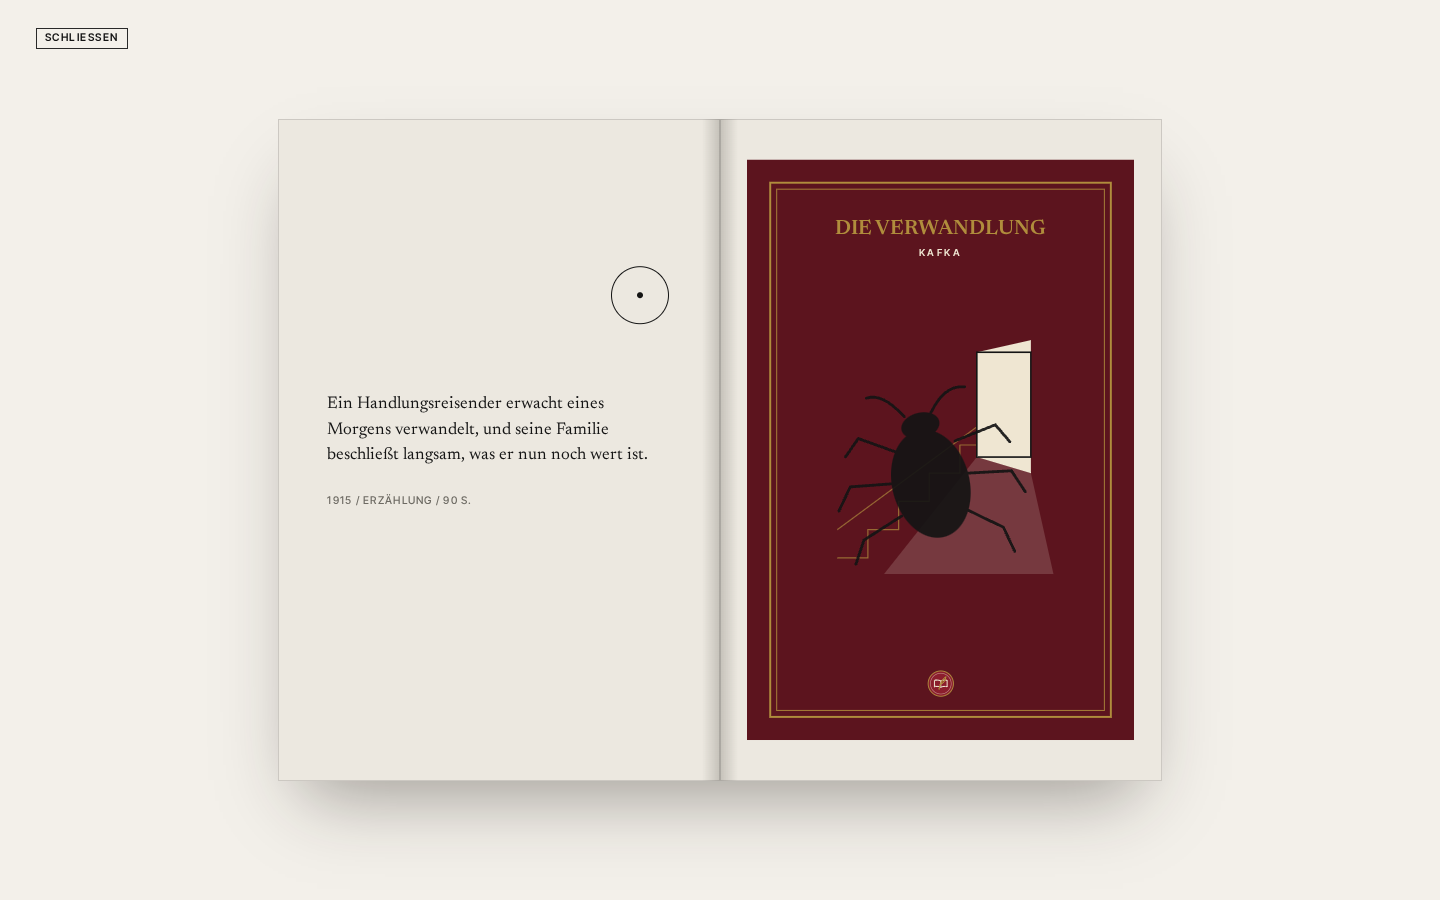 SCHLIESSEN
Ein Handlungsreisender erwacht eines
Morgens verwandelt, und seine Familie
beschließt langsam, was er nun noch wert ist.
1915 / ERZÄHLUNG / 90 S.
DIE VERWANDLUNG
KAFKA